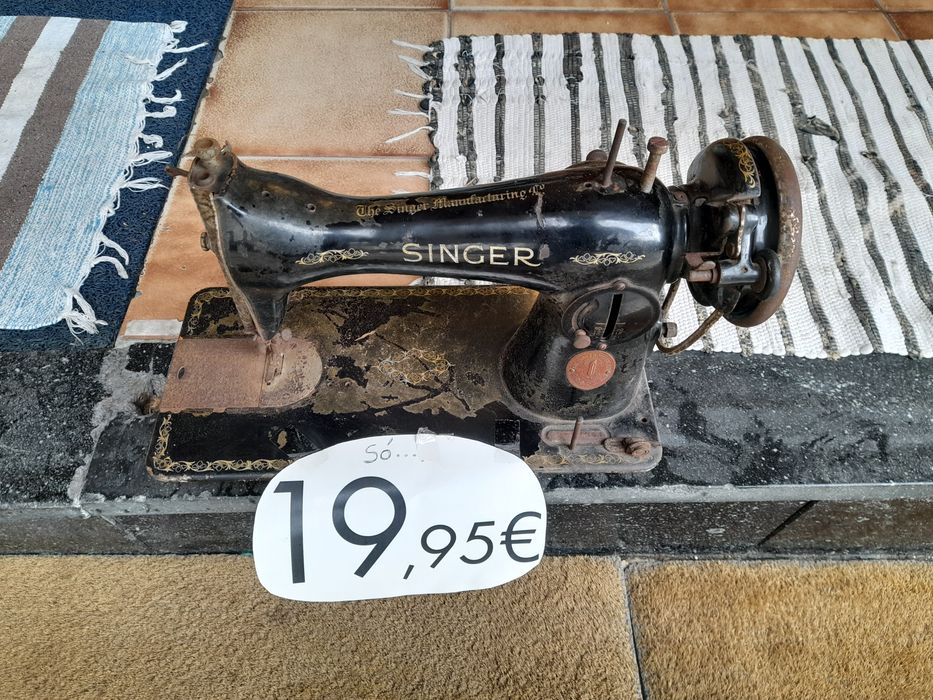 The Singer Manufacturing Co
SINGER
Só...
19,95€